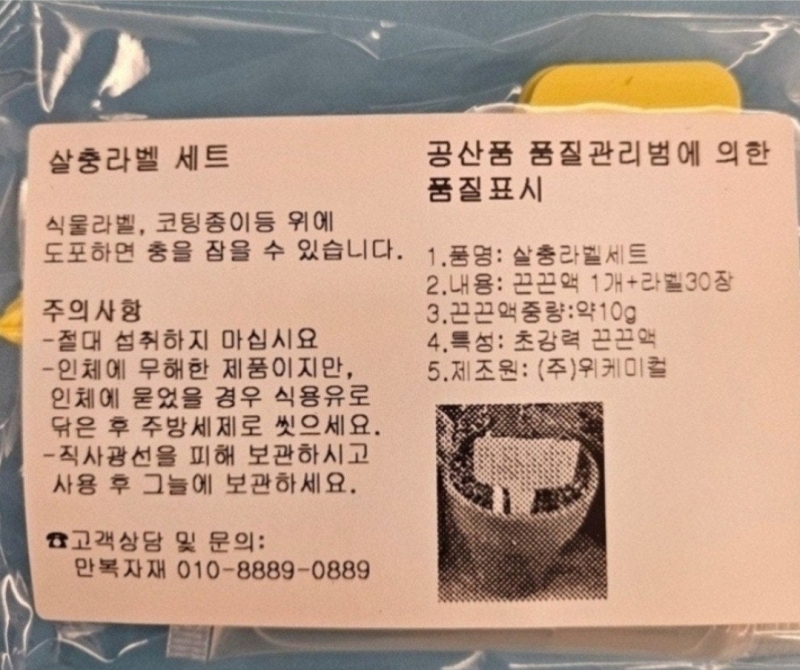 살충라벨 세트
식물라벨, 코팅종이등 위에
도포하면 충을 잡을 수 있습니다.
주의사항
-절대 섭취하지 마십시요
-인체에 무해한 제품이지만,
인체에 묻었을 경우 식용유로
닦은 후 주방세제로 씻으세요.
-직사광선을 피해 보관하시고
사용 후 그늘에 보관하세요.
☎고객상담 및 문의:
만복자재 010-8889-0889
공산품 품질관리범에 의한
품질표시
1.품명: 살충라벨세트
2.내용: 끈끈액 1개+라벨30장
3.끈끈액중량:약10g
4.특성: 초강력 끈끈액
5.제조원: (주)위케미컬